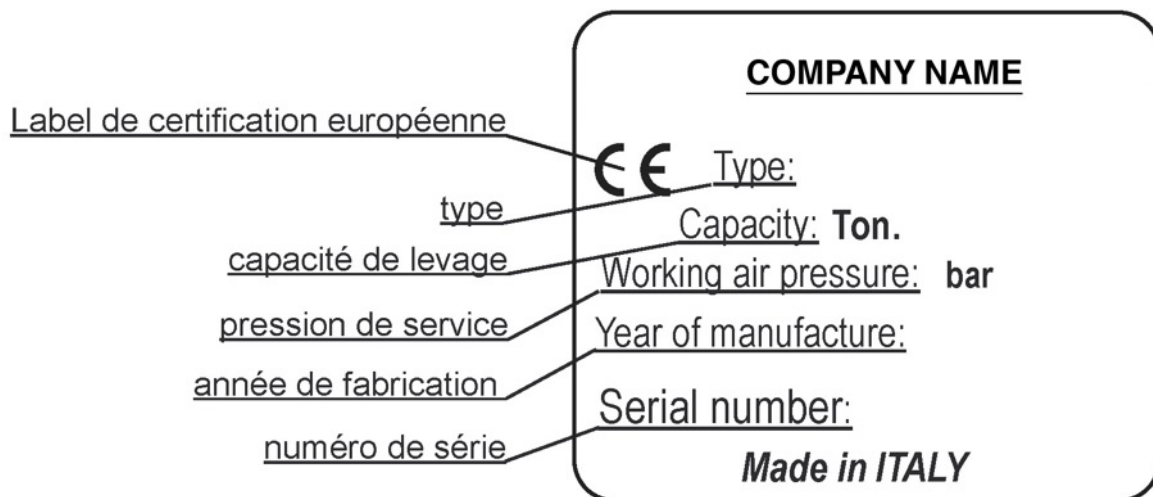 COMPANY NAME
Label de certification européenne
CE Type:
type
Capacity: Ton.
capacité de levage
Working air pressure: bar
pression de service
Year of manufacture:
année de fabrication
Serial number:
numéro de série
Made in ITALY